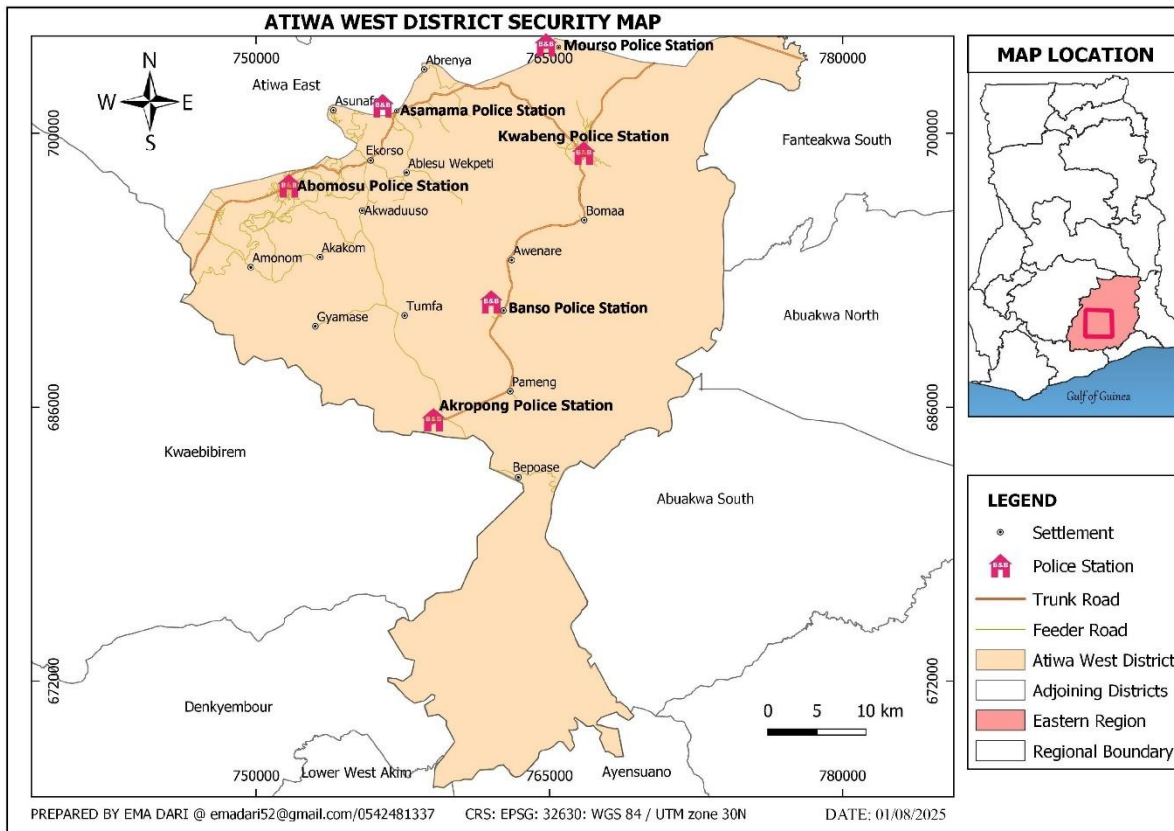 ATIWA WEST DISTRICT SECURITY MAP
750000
765000
780000
N
W E
S
Atiwa East
Abrenya
Mourso Police Station
Asunaf
Asamama Police Station
Kwabeng Police Station
Fanteakwa South
700000
700000
Ekorso
Ablesu Wekpeti
Abomosu Police Station
Akwaduuso
Bomaa
Amonom
Akakom
Awenare
Gyamase
Tumfa
Banso Police Station
Abuakwa North
Pameng
Akropong Police Station
686000
686000
Kwaebibirem
Bepoase
Abuakwa South
672000
672000
Denkyembour
0 5 10 km
Lower West Akim
Ayensuano
750000
765000
780000
PREPARED BY EMA DARI @ emadari52@gmail.com/0542481337 CRS: EPSG: 32630: WGS 84 / UTM zone 30N DATE: 01/08/2025
MAP LOCATION
Gulf of Guinea
LEGEND
Settlement
B&B Police Station
Trunk Road
Feeder Road
Atiwa West District
Adjoining Districts
Eastern Region
Regional Boundary